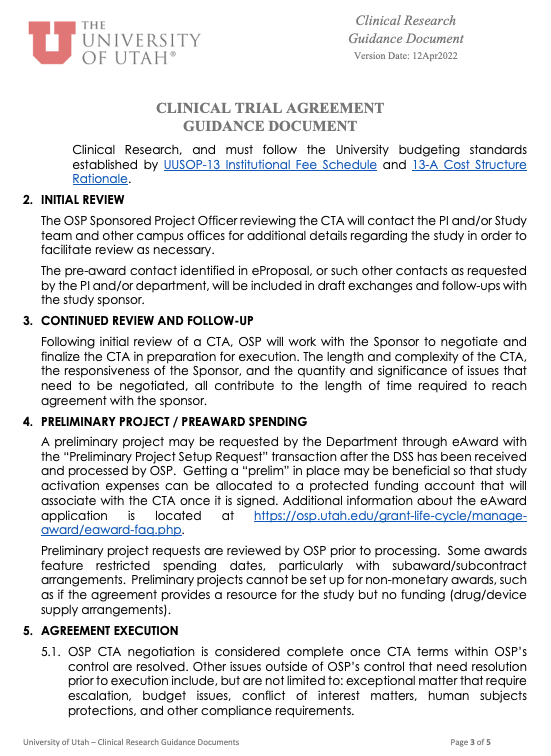 THE
UNIVERSITY
OF UTAH®
Clinical Research
Guidance Document
Version Date: 12Apr2022
CLINICAL TRIAL AGREEMENT
GUIDANCE DOCUMENT
Clinical Research, and must follow the University budgeting standards
established by UUSOP-13 Institutional Fee Schedule and 13-A Cost Structure
Rationale.
2. INITIAL REVIEW
The OSP Sponsored Project Officer reviewing the CTA will contact the PI and/or Study
team and other campus offices for additional details regarding the study in order to
facilitate review as necessary.
The pre-award contact identified in eProposal, or such other contacts as requested
by the PI and/or department, will be included in draft exchanges and follow-ups with
the study sponsor.
3. CONTINUED REVIEW AND FOLLOW-UP
Following initial review of a CTA, OSP will work with the Sponsor to negotiate and
finalize the CTA in preparation for execution. The length and complexity of the CTA,
the responsiveness of the Sponsor, and the quantity and significance of issues that
need to be negotiated, all contribute to the length of time required to reach
agreement with the sponsor.
4. PRELIMINARY PROJECT / PREAWARD SPENDING
A preliminary project may be requested by the Department through eAward with
the “Preliminary Project Setup Request” transaction after the DSS has been received
and processed by OSP. Getting a “prelim” in place may be beneficial so that study
activation expenses can be allocated to a protected funding account that will
associate with the CTA once it is signed. Additional information about the eAward
application is located at https://osp.utah.edu/grant-life-cycle/manage-
award/eaward-faq.php.
Preliminary project requests are reviewed by OSP prior to processing. Some awards
feature restricted spending dates, particularly with subaward/subcontract
arrangements. Preliminary projects cannot be set up for non-monetary awards, such
as if the agreement provides a resource for the study but no funding (drug/device
supply arrangements).
5. AGREEMENT EXECUTION
5.1. OSP CTA negotiation is considered complete once CTA terms within OSP’s
control are resolved. Other issues outside of OSP’s control that need resolution
prior to execution include, but are not limited to: exceptional matter that require
escalation, budget issues, conflict of interest matters, human subjects
protections, and other compliance requirements.
University of Utah – Clinical Research Guidance Documents
Page 3 of 5